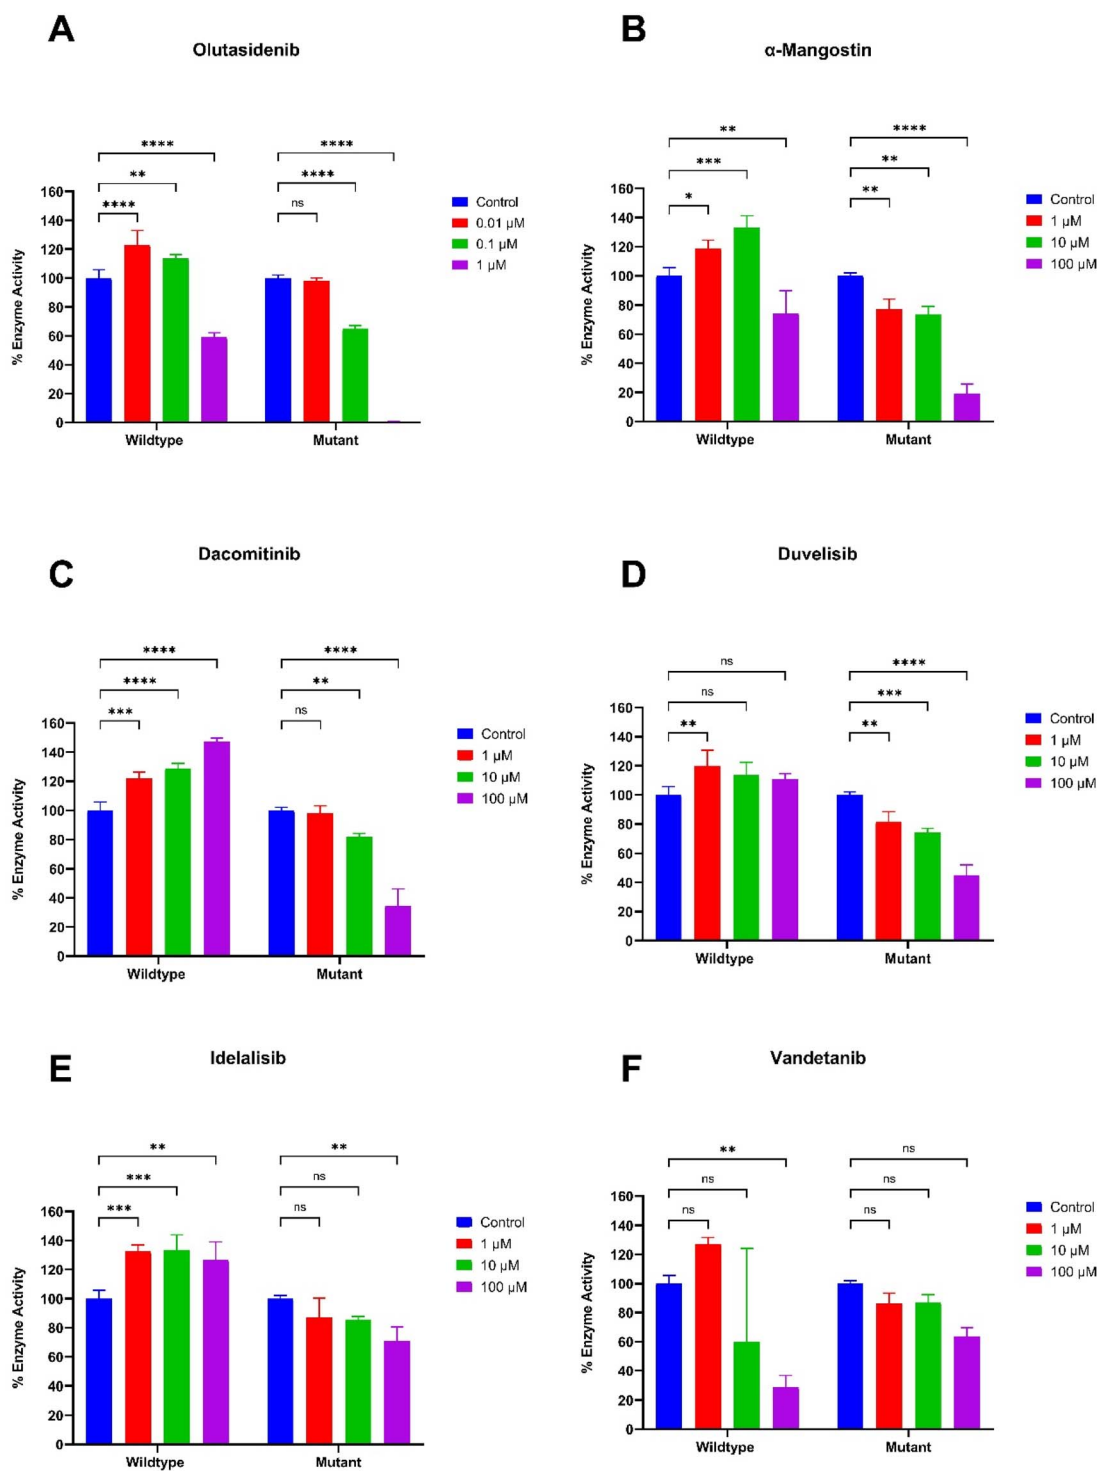 A
Olutasidenib
****
**
****
****
****
ns
% Enzyme Activity
160
140
120
100
80
60
40
20
0
Wildtype
Mutant
Control
0.01 µM
0.1 µM
1 µM
B
α-Mangostin
**
***
*
****
**
**
% Enzyme Activity
160
140
120
100
80
60
40
20
0
Wildtype
Mutant
Control
1 µM
10 µM
100 µM
C
Dacomitinib
****
****
***
****
**
ns
% Enzyme Activity
160
140
120
100
80
60
40
20
0
Wildtype
Mutant
Control
1 µM
10 µM
100 µM
D
Duvelisib
ns
ns
**
****
***
**
% Enzyme Activity
160
140
120
100
80
60
40
20
0
Wildtype
Mutant
Control
1 µM
10 µM
100 µM
E
Idelalisib
**
***
***
**
ns
ns
% Enzyme Activity
160
140
120
100
80
60
40
20
0
Wildtype
Mutant
Control
1 µM
10 µM
100 µM
F
Vandetanib
**
ns
ns
ns
ns
ns
% Enzyme Activity
160
140
120
100
80
60
40
20
0
Wildtype
Mutant
Control
1 µM
10 µM
100 µM